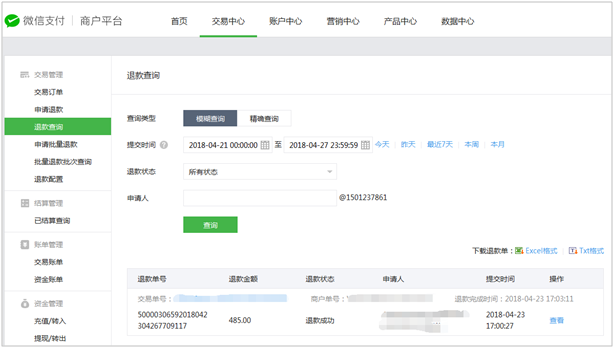 微信支付 商户平台 首页 交易中心 账户中心 营销中心 产品中心 数据中心
交易管理
交易订单
申请退款
退款查询
申请批量退款
批量退款批次查询
退款配置
结算管理
已结算查询
账单管理
交易账单
资金账单
资金管理
充值/转入
提现/转出
退款查询
查询类型 模糊查询 精确查询
提交时间 ? 2018-04-21 00:00:00 至 2018-04-27 23:59:59 今天 昨天 最近7天 本周 本月
退款状态 所有状态
申请人 @1501237861
查询
下载退款单: Excel格式 Txt格式
退款单号 退款金额 退款状态 申请人 提交时间 操作
交易单号: 商户单号: 退款完成时间:2018-04-23 17:03:11
50000306592018042 485.00 退款成功 2018-04-23 查看
304267709117 17:00:27